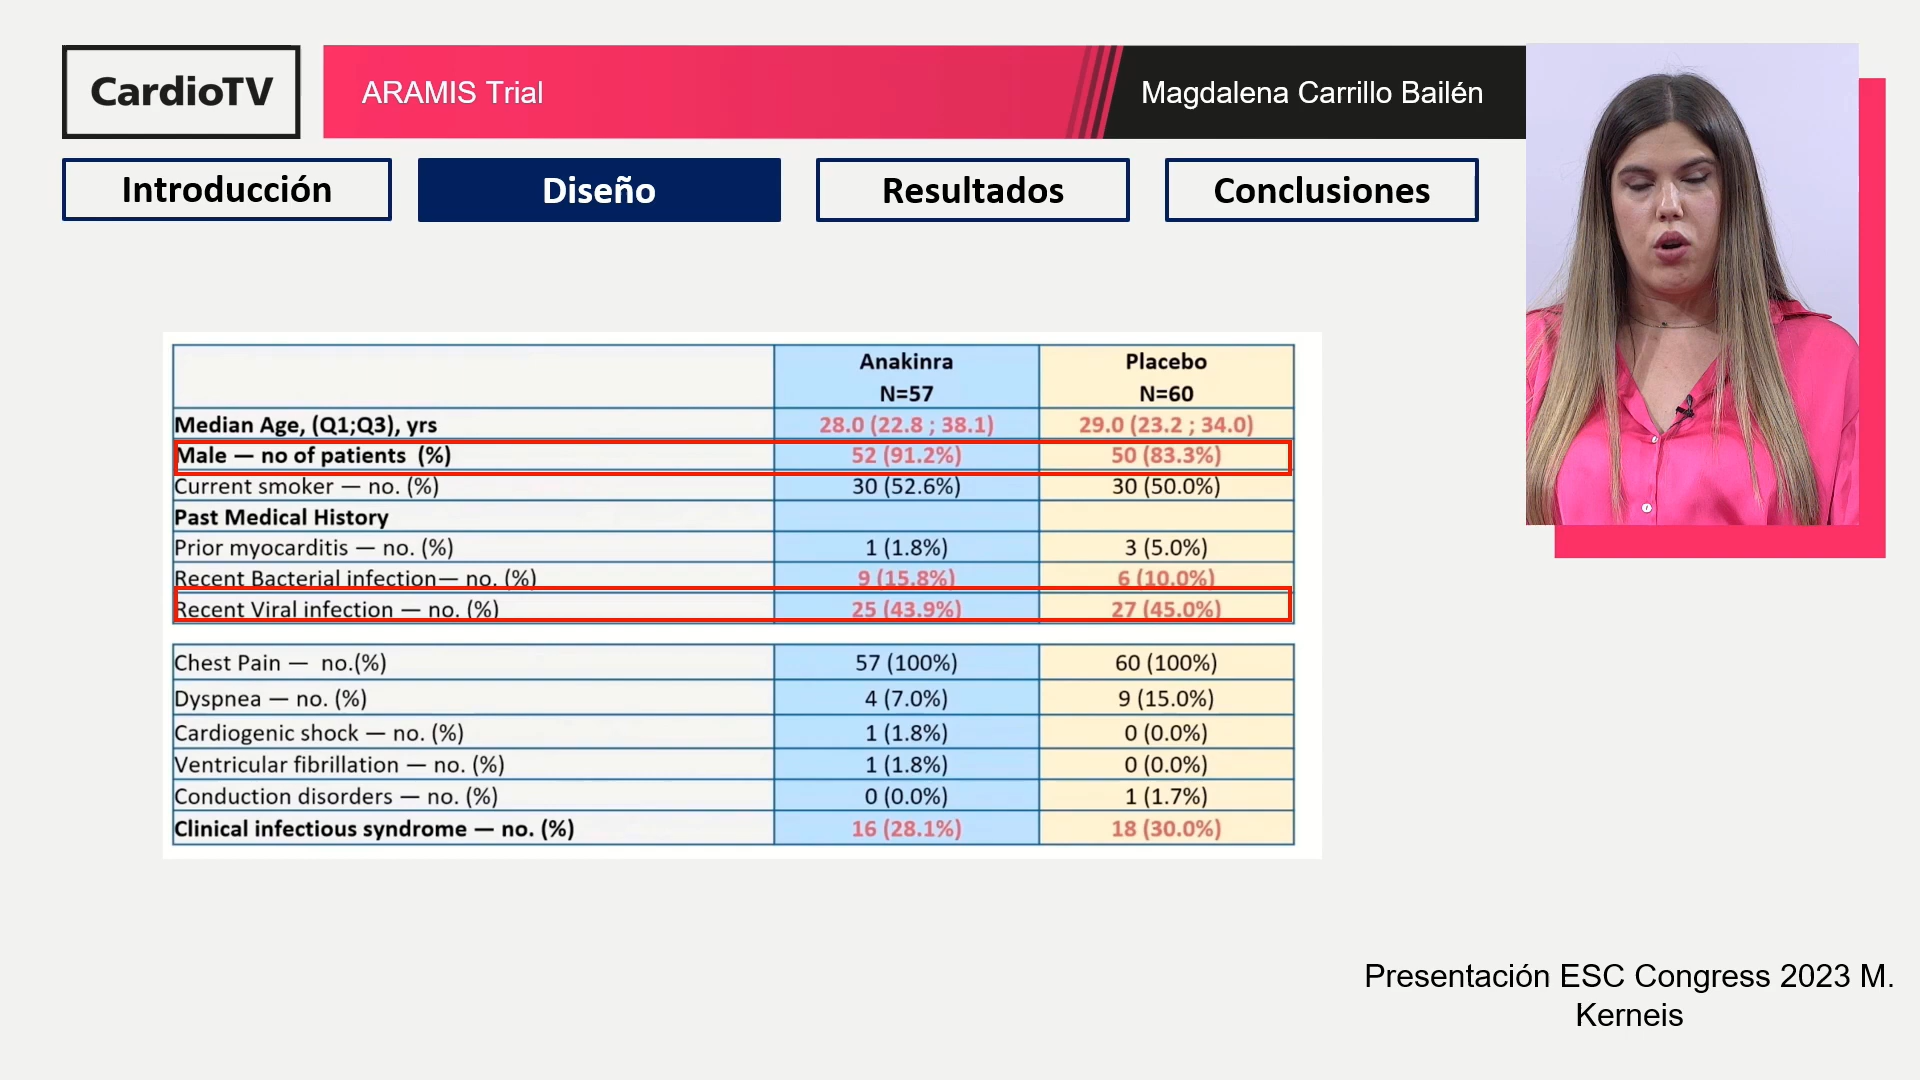 CardioTV
ARAMIS Trial
Magdalena Carrillo Bailén
Introducción
Diseño
Resultados
Conclusiones
Anakinra Placebo
N=57 N=60
Median Age, (Q1;Q3), yrs 28.0 (22.8 ; 38.1) 29.0 (23.2 ; 34.0)
Male — no of patients (%) 52 (91.2%) 50 (83.3%)
Current smoker — no. (%) 30 (52.6%) 30 (50.0%)
Past Medical History
Prior myocarditis — no. (%) 1 (1.8%) 3 (5.0%)
Recent Bacterial infection— no. (%) 9 (15.8%) 6 (10.0%)
Recent Viral infection — no. (%) 25 (43.9%) 27 (45.0%)
Chest Pain — no.(%) 57 (100%) 60 (100%)
Dyspnea — no. (%) 4 (7.0%) 9 (15.0%)
Cardiogenic shock — no. (%) 1 (1.8%) 0 (0.0%)
Ventricular fibrillation — no. (%) 1 (1.8%) 0 (0.0%)
Conduction disorders — no. (%) 0 (0.0%) 1 (1.7%)
Clinical infectious syndrome — no. (%) 16 (28.1%) 18 (30.0%)
Presentación ESC Congress 2023 M.
Kerneis